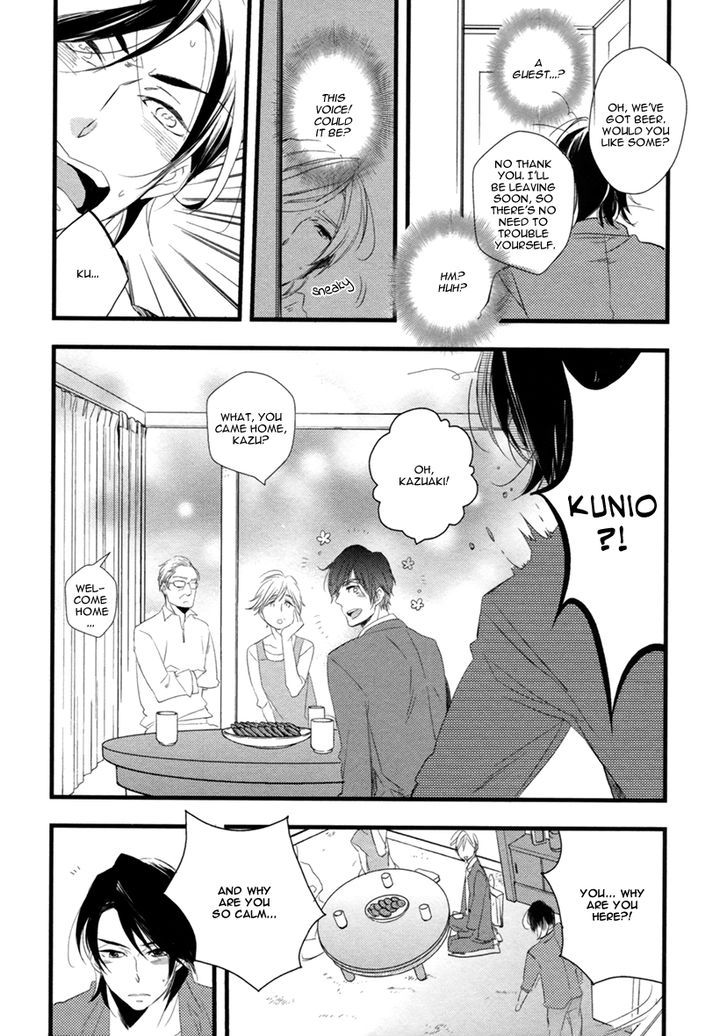 A
GUEST...?
OH, WE'VE
GOT BEER.
WOULD YOU
LIKE SOME?
NO THANK
YOU. I'LL
BE LEAVING
SOON, SO
THERE'S NO
NEED TO
TROUBLE
YOURSELF.
HM?
HUH?
THIS
VOICE!
COULD
IT BE?
sneaky
KU...
KUNIO
?!
OH,
KAZUAKI!
WHAT, YOU
CAME HOME,
KAZU?
WEL-
COME
HOME
...
YOU... WHY
ARE YOU
HERE?!
AND WHY
ARE YOU
SO CALM...